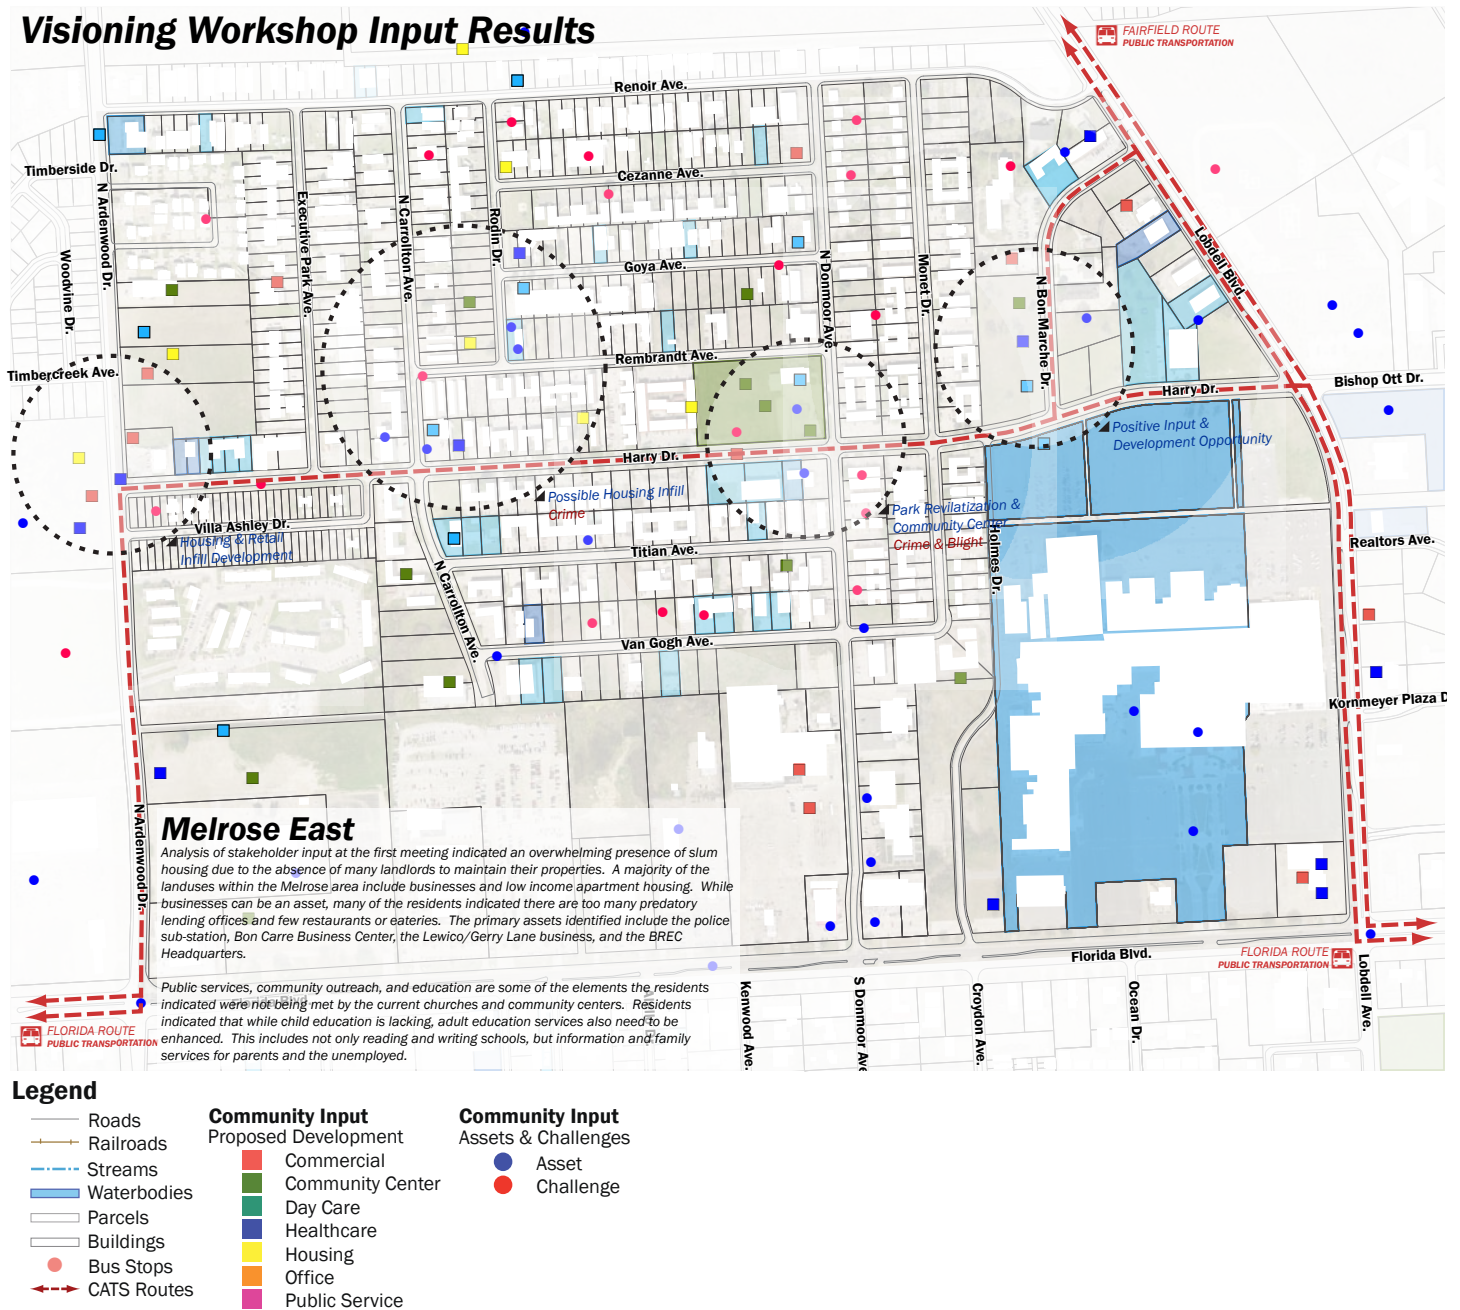 Visioning Workshop Input Results
FAIRFIELD ROUTE
PUBLIC TRANSPORTATION
Renoir Ave.
Timberside Dr.
Cezanne Ave.
N Ardenwood Dr.
Executive Park Ave.
N Carrollton Ave.
Rodin Dr.
Woodvine Dr.
Goya Ave.
N Donmoor Ave.
Monet Dr.
N Bon Marche Dr.
Lobdell Blvd.
Rembrandt Ave.
Timbercreek Ave.
Harry Dr.
Bishop Ott Dr.
Positive Input &
Development Opportunity
Harry Dr.
Possible Housing Infill
Crime
Park Revilatization &
Community Center
Crime & Blight
Villa Ashley Dr.
Housing & Retail
Infill Development
Titian Ave.
Holmes Dr.
Realtors Ave.
N Carrollton Ave.
Van Gogh Ave.
Kornmeyer Plaza D
N Ardenwood Dr.
Melrose East
Analysis of stakeholder input at the first meeting indicated an overwhelming presence of slum
housing due to the absence of many landlords to maintain their properties.  A majority of the
landuses within the Melrose area include businesses and low income apartment housing.  While
businesses can be an asset, many of the residents indicated there are too many predatory
lending offices and few restaurants or eateries.  The primary assets identified include the police
sub-station, Bon Carre Business Center, the Lewico/Gerry Lane business, and the BREC
Headquarters.
Public services, community outreach, and education are some of the elements the residents
indicated were not being met by the current churches and community centers.  Residents
indicated that while child education is lacking, adult education services also need to be
enhanced.  This includes not only reading and writing schools, but information and family
services for parents and the unemployed.
Florida Blvd.
Florida Blvd.
FLORIDA ROUTE
PUBLIC TRANSPORTATION
FLORIDA ROUTE
PUBLIC TRANSPORTATION
Kenwood Ave.
S Donmoor Ave
Croydon Ave.
Ocean Dr.
Lobdell Ave.
Legend
Roads
Railroads
Streams
Waterbodies
Parcels
Buildings
Bus Stops
CATS Routes
Community Input
Proposed Development
Commercial
Community Center
Day Care
Healthcare
Housing
Office
Public Service
Community Input
Assets & Challenges
Asset
Challenge